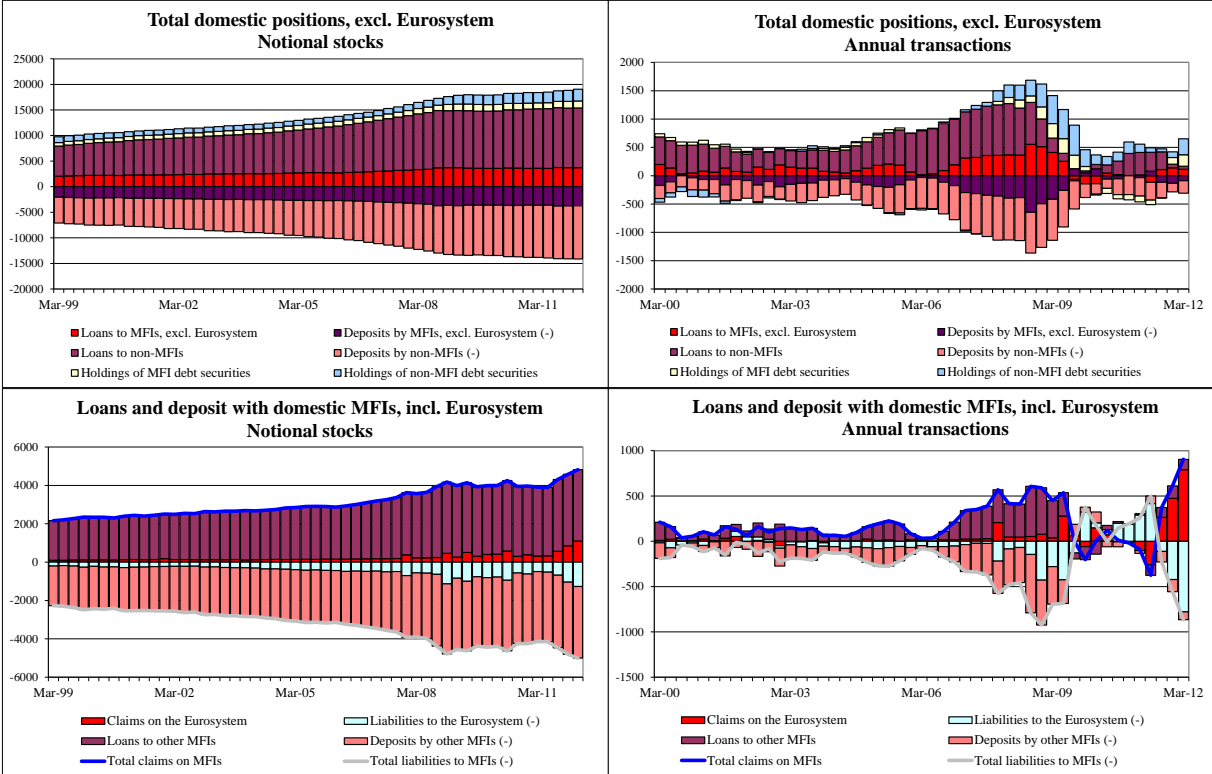 Total domestic positions, excl. Eurosystem
Notional stocks
25000
20000
15000
10000
5000
0
-5000
-10000
-15000
-20000
Mar-99 Mar-02 Mar-05 Mar-08 Mar-11
Loans to MFIs, excl. Eurosystem Deposits by MFIs, excl. Eurosystem (-)
Loans to non-MFIs Deposits by non-MFIs (-)
Holdings of MFI debt securities Holdings of non-MFI debt securities
Total domestic positions, excl. Eurosystem
Annual transactions
2000
1500
1000
500
0
-500
-1000
-1500
-2000
Mar-00 Mar-03 Mar-06 Mar-09 Mar-12
Loans to MFIs, excl. Eurosystem Deposits by MFIs, excl. Eurosystem (-)
Loans to non-MFIs Deposits by non-MFIs (-)
Holdings of MFI debt securities Holdings of non-MFI debt securities
Loans and deposit with domestic MFIs, incl. Eurosystem
Notional stocks
6000
4000
2000
0
-2000
-4000
-6000
Mar-99 Mar-02 Mar-05 Mar-08 Mar-11
Claims on the Eurosystem Liabilities to the Eurosystem (-)
Loans to other MFIs Deposits by other MFIs (-)
Total claims on MFIs Total liabilities to MFIs (-)
Loans and deposit with domestic MFIs, incl. Eurosystem
Annual transactions
1000
500
0
-500
-1000
-1500
Mar-00 Mar-03 Mar-06 Mar-09 Mar-12
Claims on the Eurosystem Liabilities to the Eurosystem (-)
Loans to other MFIs Deposits by other MFIs (-)
Total claims on MFIs Total liabilities to MFIs (-)